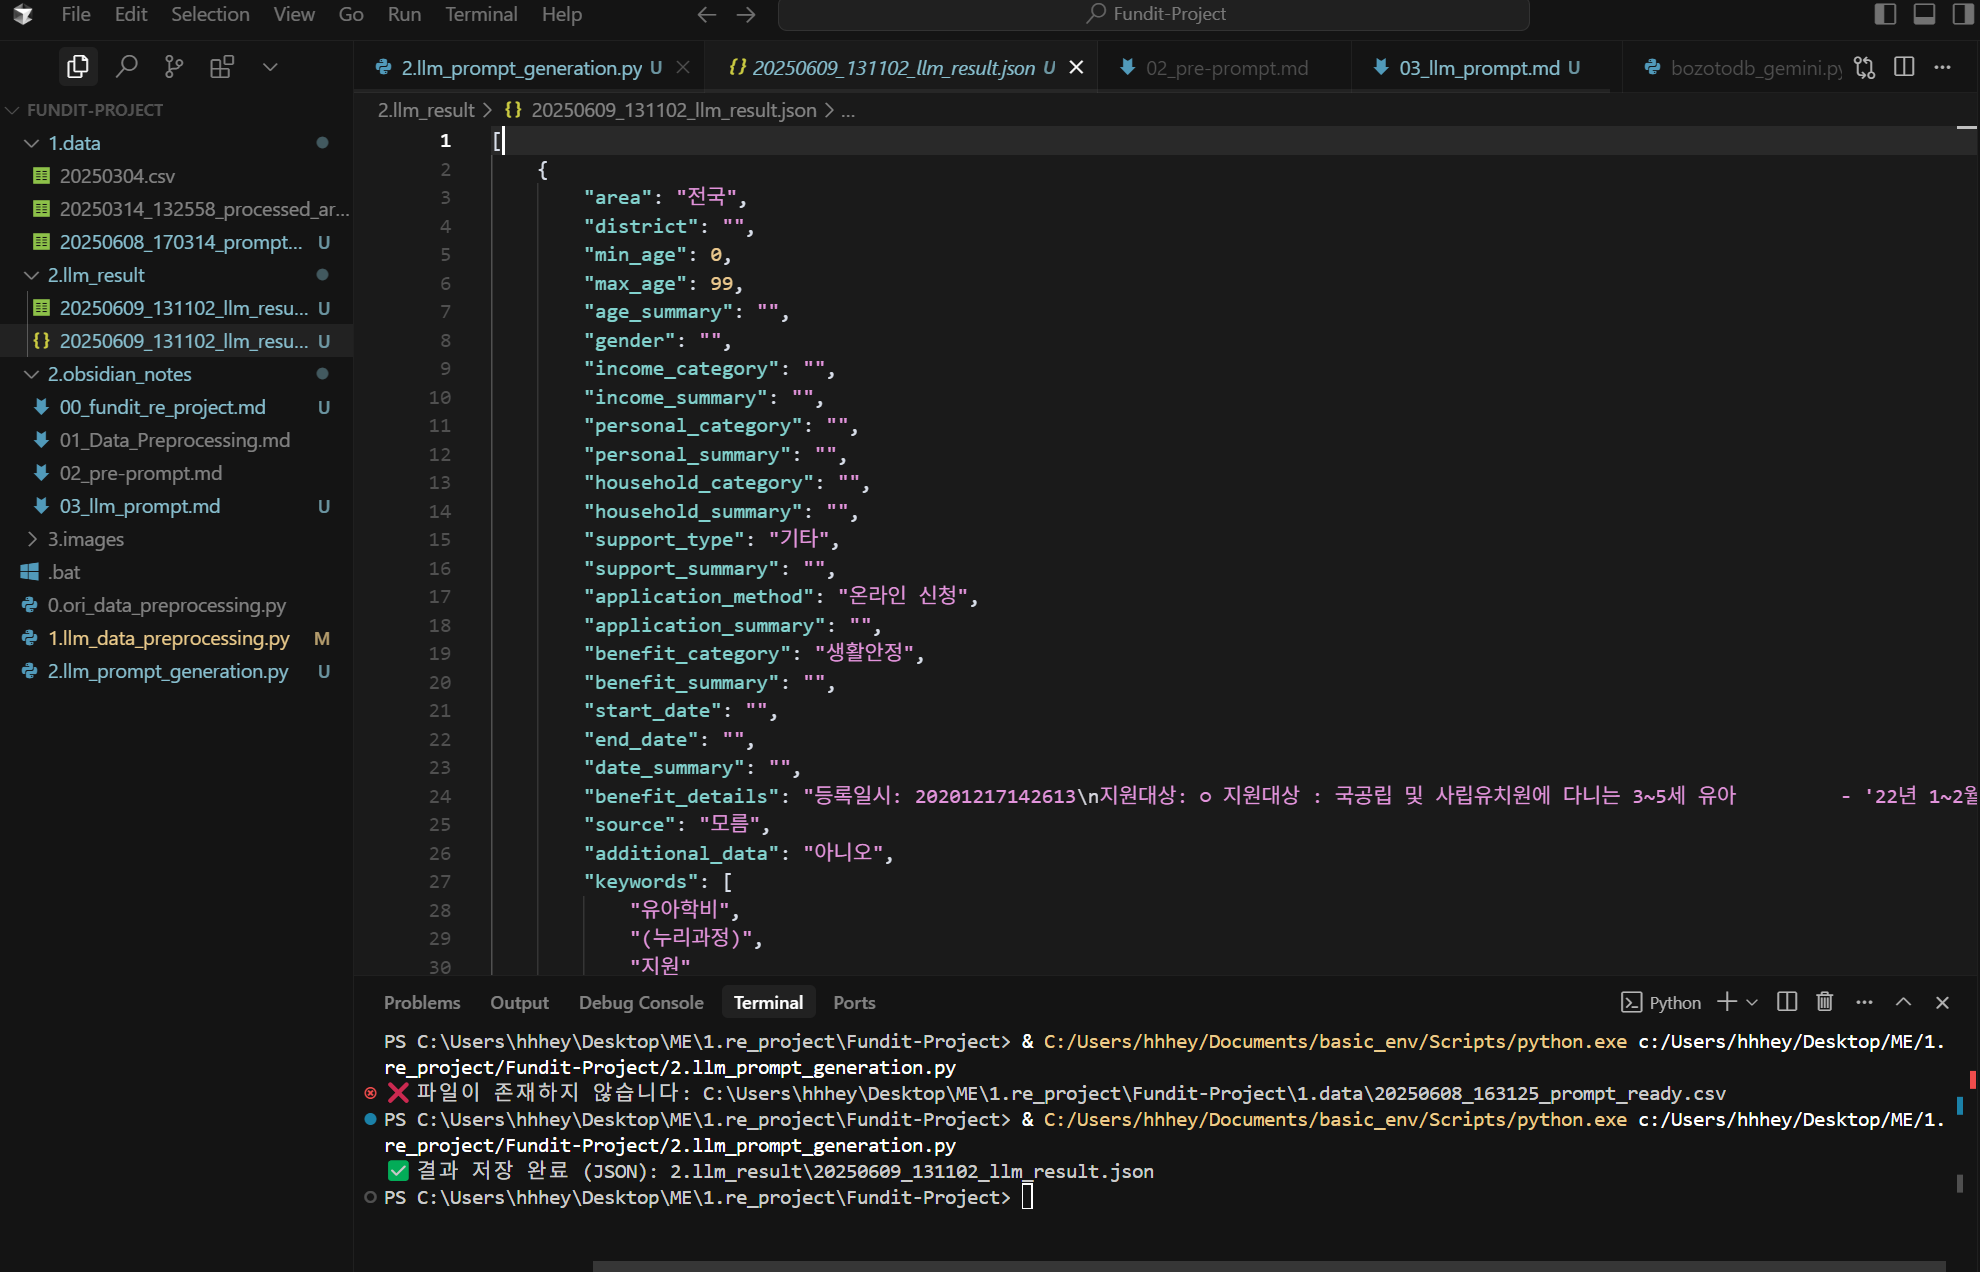 File Edit Selection View Go Run Terminal Help
Fundit-Project
2.llm_prompt_generation.py U
20250609_131102_llm_result.json U
02_pre-prompt.md
03_llm_prompt.md U
bozotodb_gemini.py
FUNDIT-PROJECT
1.data
20250304.csv
20250314_132558_processed_ar...
20250608_170314_prompt... U
2.llm_result
20250609_131102_llm_resu... U
20250609_131102_llm_resu... U
2.obsidian_notes
00_fundit_re_project.md U
01_Data_Preprocessing.md
02_pre-prompt.md
03_llm_prompt.md U
3.images
.bat
0.ori_data_preprocessing.py
1.llm_data_preprocessing.py M
2.llm_prompt_generation.py U
2.llm_result > {} 20250609_131102_llm_result.json > ...
1 [
2 {
3 "area": "전국",
4 "district": "",
5 "min_age": 0,
6 "max_age": 99,
7 "age_summary": "",
8 "gender": "",
9 "income_category": "",
10 "income_summary": "",
11 "personal_category": "",
12 "personal_summary": "",
13 "household_category": "",
14 "household_summary": "",
15 "support_type": "기타",
16 "support_summary": "",
17 "application_method": "온라인 신청",
18 "application_summary": "",
19 "benefit_category": "생활안정",
20 "benefit_summary": "",
21 "start_date": "",
22 "end_date": "",
23 "date_summary": "",
24 "benefit_details": "등록일시: 20201217142613\n지원대상: ㅇ 지원대상 : 국공립 및 사립유치원에 다니는 3~5세 유아 - '22년 1~2월
25 "source": "모름",
26 "additional_data": "아니오",
27 "keywords": [
28 "유아학비",
29 "(누리과정)",
30 "지원"
Problems Output Debug Console Terminal Ports
Python
PS C:\Users\hhhey\Desktop\ME\1.re_project\Fundit-Project> & C:/Users/hhhey/Documents/basic_env/Scripts/python.exe c:/Users/hhhey/Desktop/ME/1.
re_project/Fundit-Project/2.llm_prompt_generation.py
❌ 파일이 존재하지 않습니다: C:\Users\hhhey\Desktop\ME\1.re_project\Fundit-Project\1.data\20250608_163125_prompt_ready.csv
PS C:\Users\hhhey\Desktop\ME\1.re_project\Fundit-Project> & C:/Users/hhhey/Documents/basic_env/Scripts/python.exe c:/Users/hhhey/Desktop/ME/1.
re_project/Fundit-Project/2.llm_prompt_generation.py
✅ 결과 저장 완료 (JSON): 2.llm_result\20250609_131102_llm_result.json
PS C:\Users\hhhey\Desktop\ME\1.re_project\Fundit-Project>